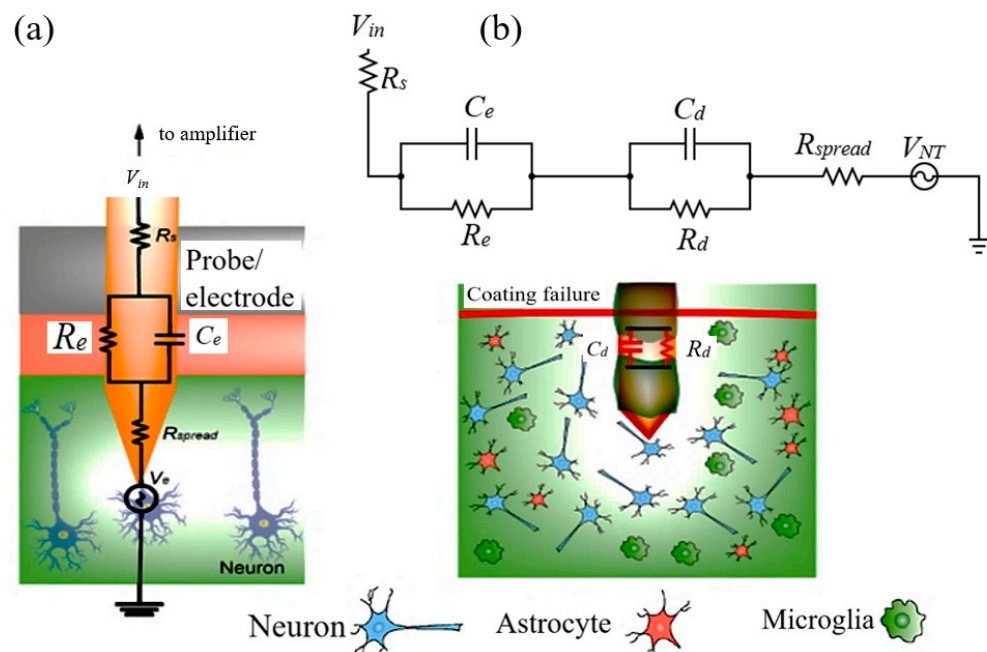 (a)
to amplifier
V_in
R_s
Probe/
electrode
R_e
C_e
R_spread
V_e
Neuron
V_in
(b)
R_s
C_e
C_d
R_spread
V_NT
R_e
R_d
Coating failure
C_d
R_d
Neuron
Astrocyte
Microglia